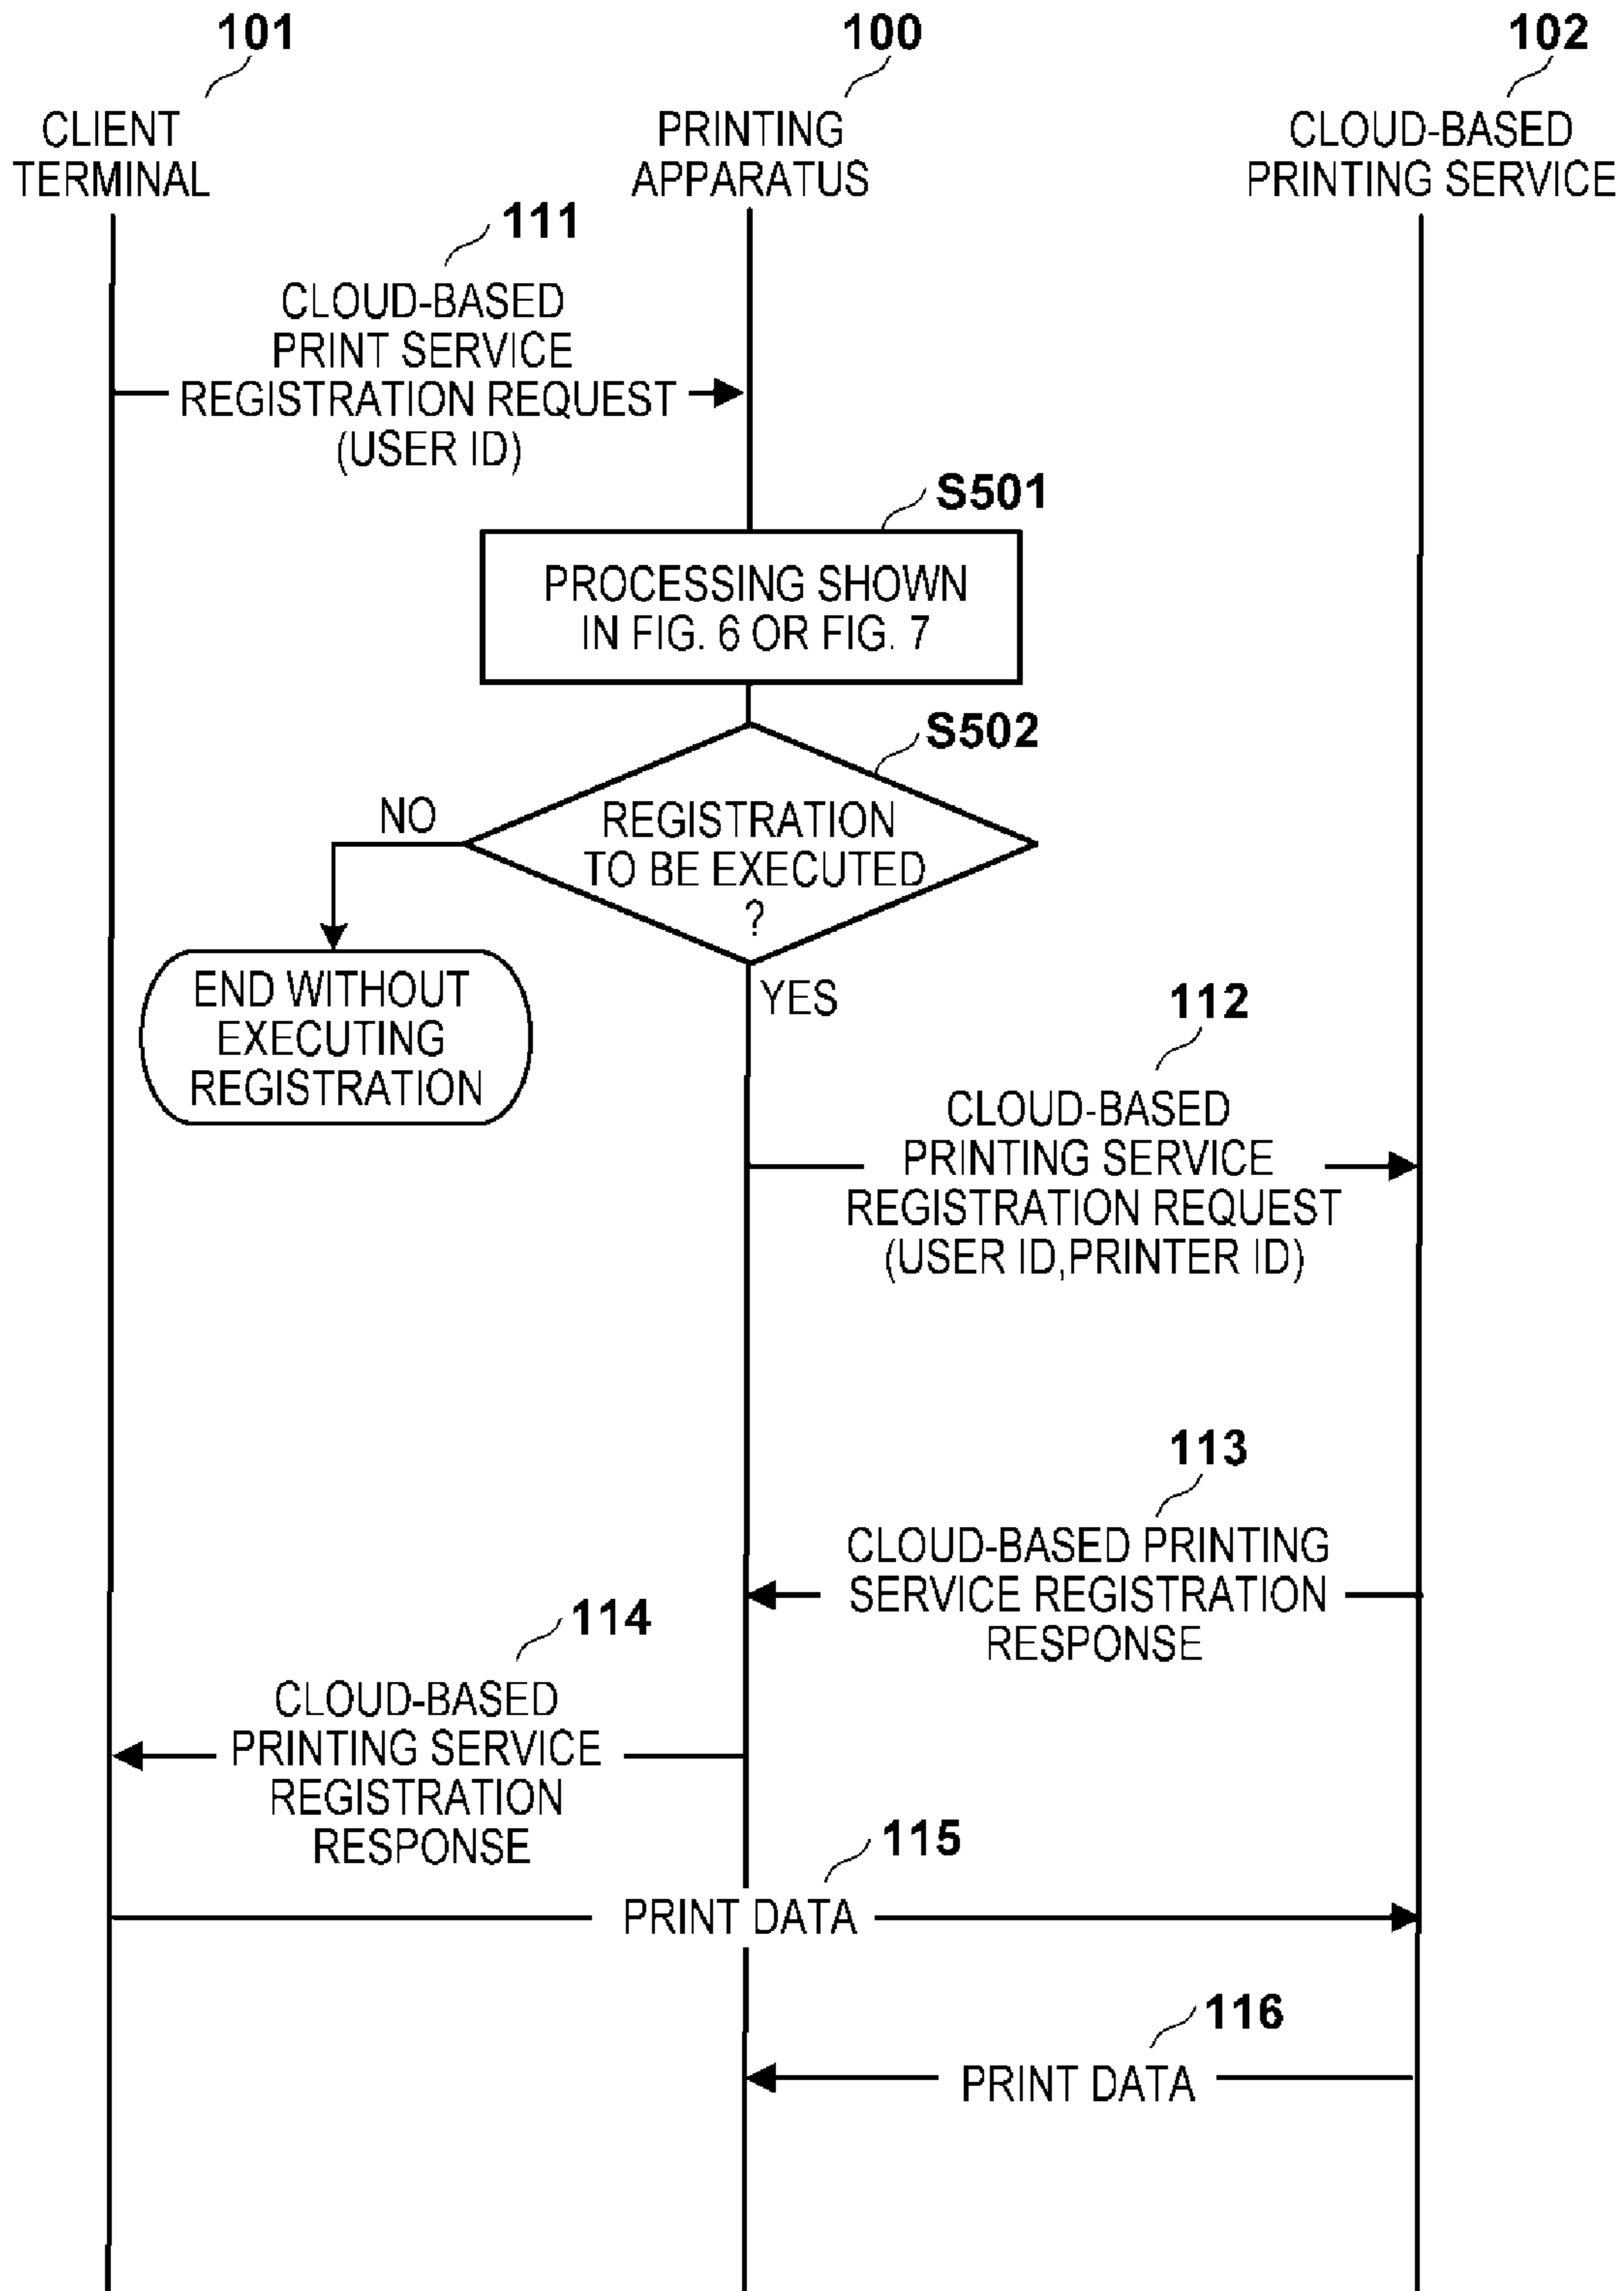 101
100
102
CLIENT
TERMINAL
PRINTING
APPARATUS
CLOUD-BASED
PRINTING SERVICE
111
CLOUD-BASED
PRINT SERVICE
REGISTRATION REQUEST
(USER ID)
S501
PROCESSING SHOWN
IN FIG. 6 OR FIG. 7
S502
NO
REGISTRATION
TO BE EXECUTED
?
END WITHOUT
EXECUTING
REGISTRATION
YES
112
CLOUD-BASED
PRINTING SERVICE
REGISTRATION REQUEST
(USER ID,PRINTER ID)
113
CLOUD-BASED PRINTING
SERVICE REGISTRATION
RESPONSE
114
CLOUD-BASED
PRINTING SERVICE
REGISTRATION
RESPONSE
115
PRINT DATA
116
PRINT DATA